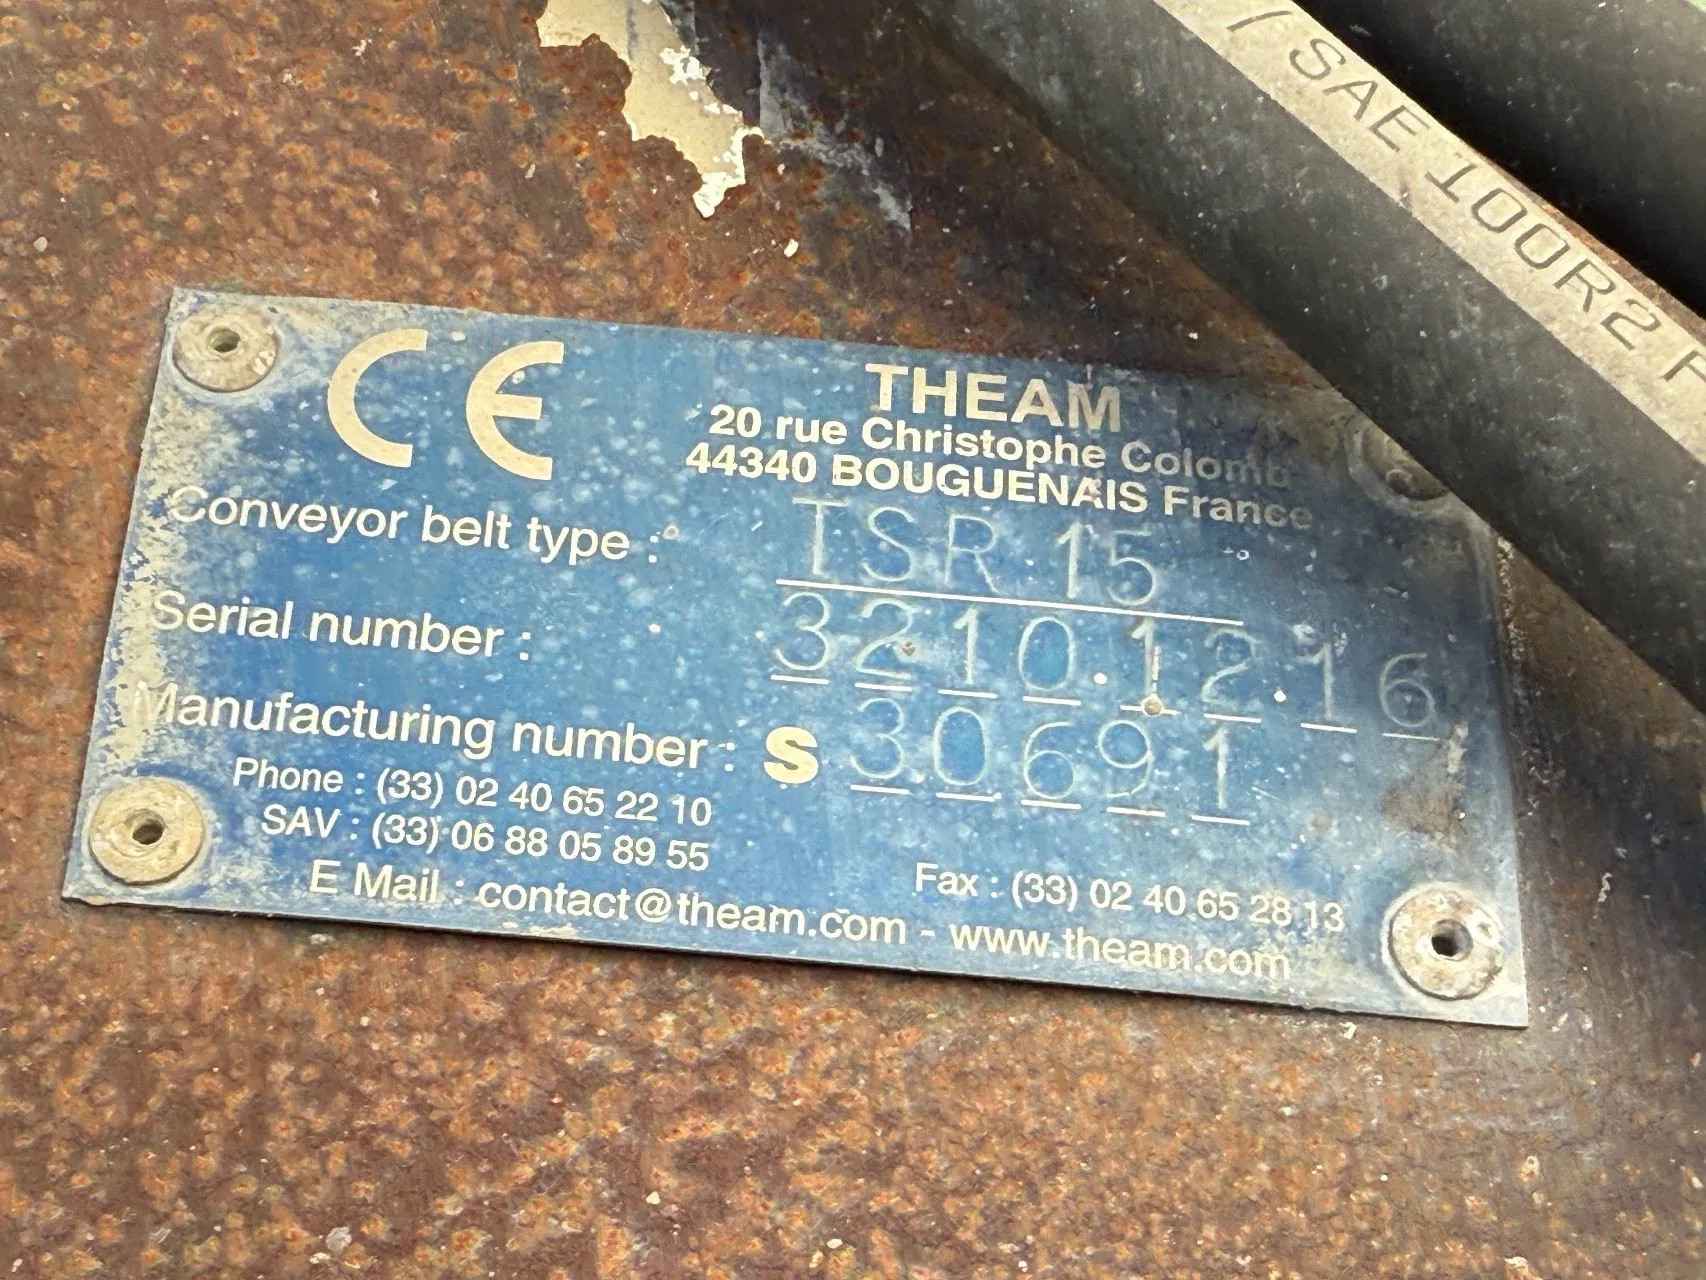 / SAE 100R2
CE
THEAM
20 rue Christophe Colomb
44340 BOUGUENAIS France
Conveyor belt type : TSR 15
Serial number : 3210.12.16
Manufacturing number : S 30691
Phone : (33) 02 40 65 22 10
SAV : (33) 06 88 05 89 55
Fax : (33) 02 40 65 28 13
E Mail : contact@theam.com - www.theam.com